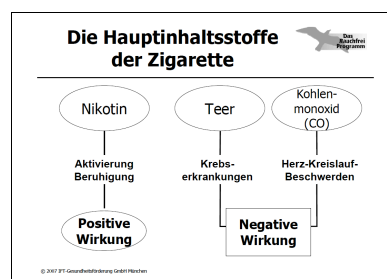 Die Hauptinhaltsstoffe
der Zigarette
Das
Rauchfrei
Programm
Nikotin
Teer
Kohlen-
monoxid
(CO)
Aktivierung
Beruhigung
Krebs-
erkrankungen
Herz-Kreislauf-
Beschwerden
Positive
Wirkung
Negative
Wirkung
© 2007 IFT-Gesundheitsförderung GmbH München